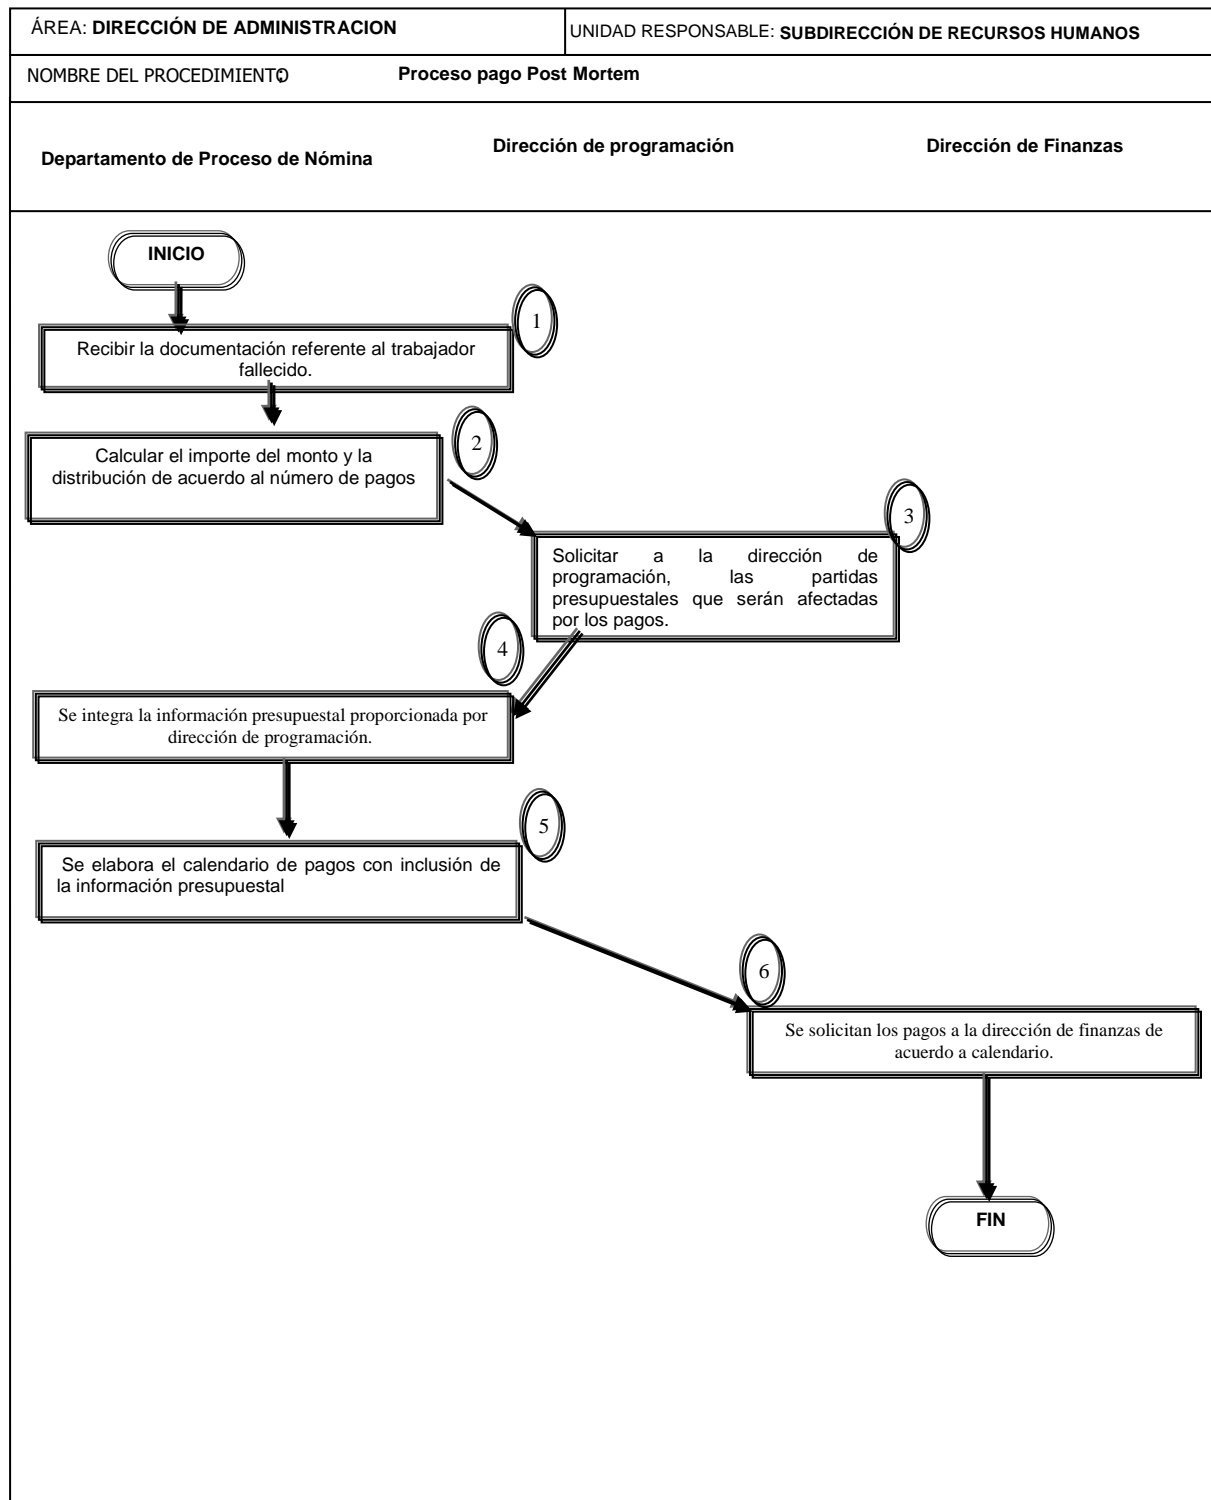 ÁREA: DIRECCIÓN DE ADMINISTRACION
UNIDAD RESPONSABLE: SUBDIRECCIÓN DE RECURSOS HUMANOS
NOMBRE DEL PROCEDIMIENTO: Proceso pago Post Mortem
Departamento de Proceso de Nómina
Dirección de programación
Dirección de Finanzas
INICIO
1
Recibir la documentación referente al trabajador
fallecido.
2
Calcular el importe del monto y la
distribución de acuerdo al número de pagos
3
Solicitar a la dirección de
programación, las partidas
presupuestales que serán afectadas
por los pagos.
4
Se integra la información presupuestal proporcionada por
dirección de programación.
5
Se elabora el calendario de pagos con inclusión de
la información presupuestal
6
Se solicitan los pagos a la dirección de finanzas de
acuerdo a calendario.
FIN